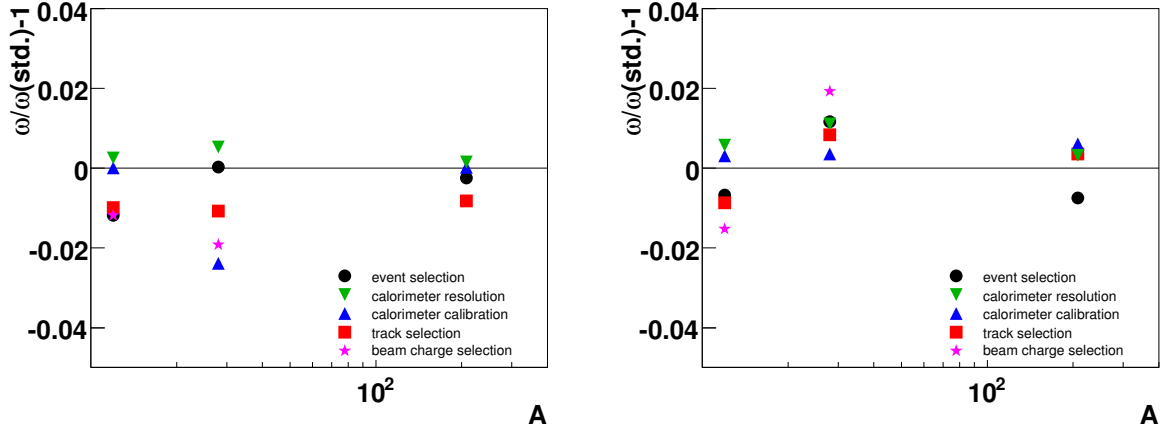 ω/ω(std.)-1
0.04
0.02
0
-0.02
-0.04
event selection
calorimeter resolution
calorimeter calibration
track selection
beam charge selection
10²
A
ω/ω(std.)-1
0.04
0.02
0
-0.02
-0.04
event selection
calorimeter resolution
calorimeter calibration
track selection
beam charge selection
10²
A